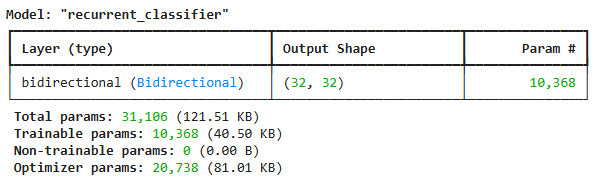 Model: "recurrent_classifier"
Layer (type) Output Shape Param #
bidirectional (Bidirectional) (32, 32) 10,368
Total params: 31,106 (121.51 KB)
Trainable params: 10,368 (40.50 KB)
Non-trainable params: 0 (0.00 B)
Optimizer params: 20,738 (81.01 KB)